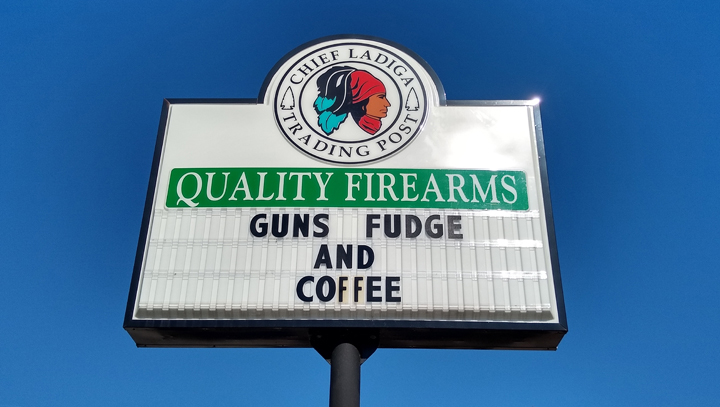 CHIEF LADIGA
TRADING POST
QUALITY FIREARMS
GUNS FUDGE
AND
COFFEE